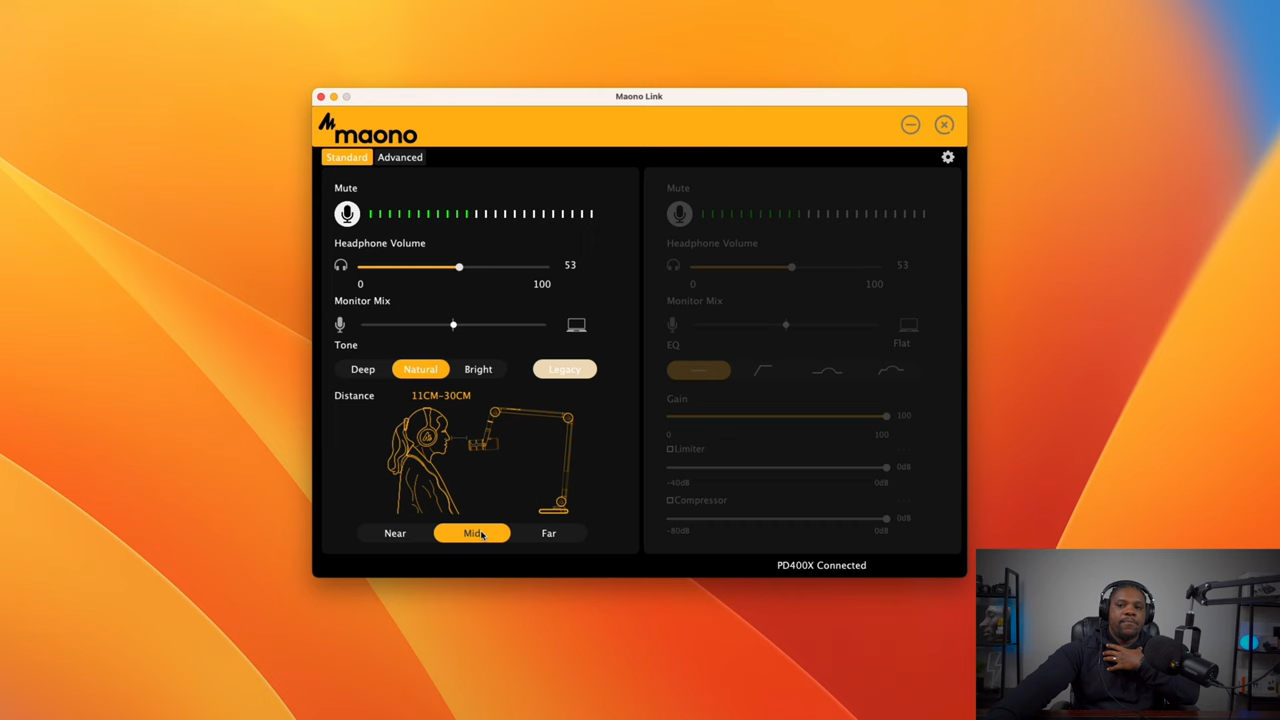 Maono Link
maono
Standard Advanced
Mute
Headphone Volume
53
0 100
Monitor Mix
Tone
Deep Natural Bright Legacy
Distance 11CM-30CM
Near Mid Far
Mute
Headphone Volume
53
0 100
Monitor Mix
EQ Flat
Gain
100
0 100
Limiter
0dB
-40dB 0dB
Compressor
0dB
-80dB 0dB
PD400X Connected